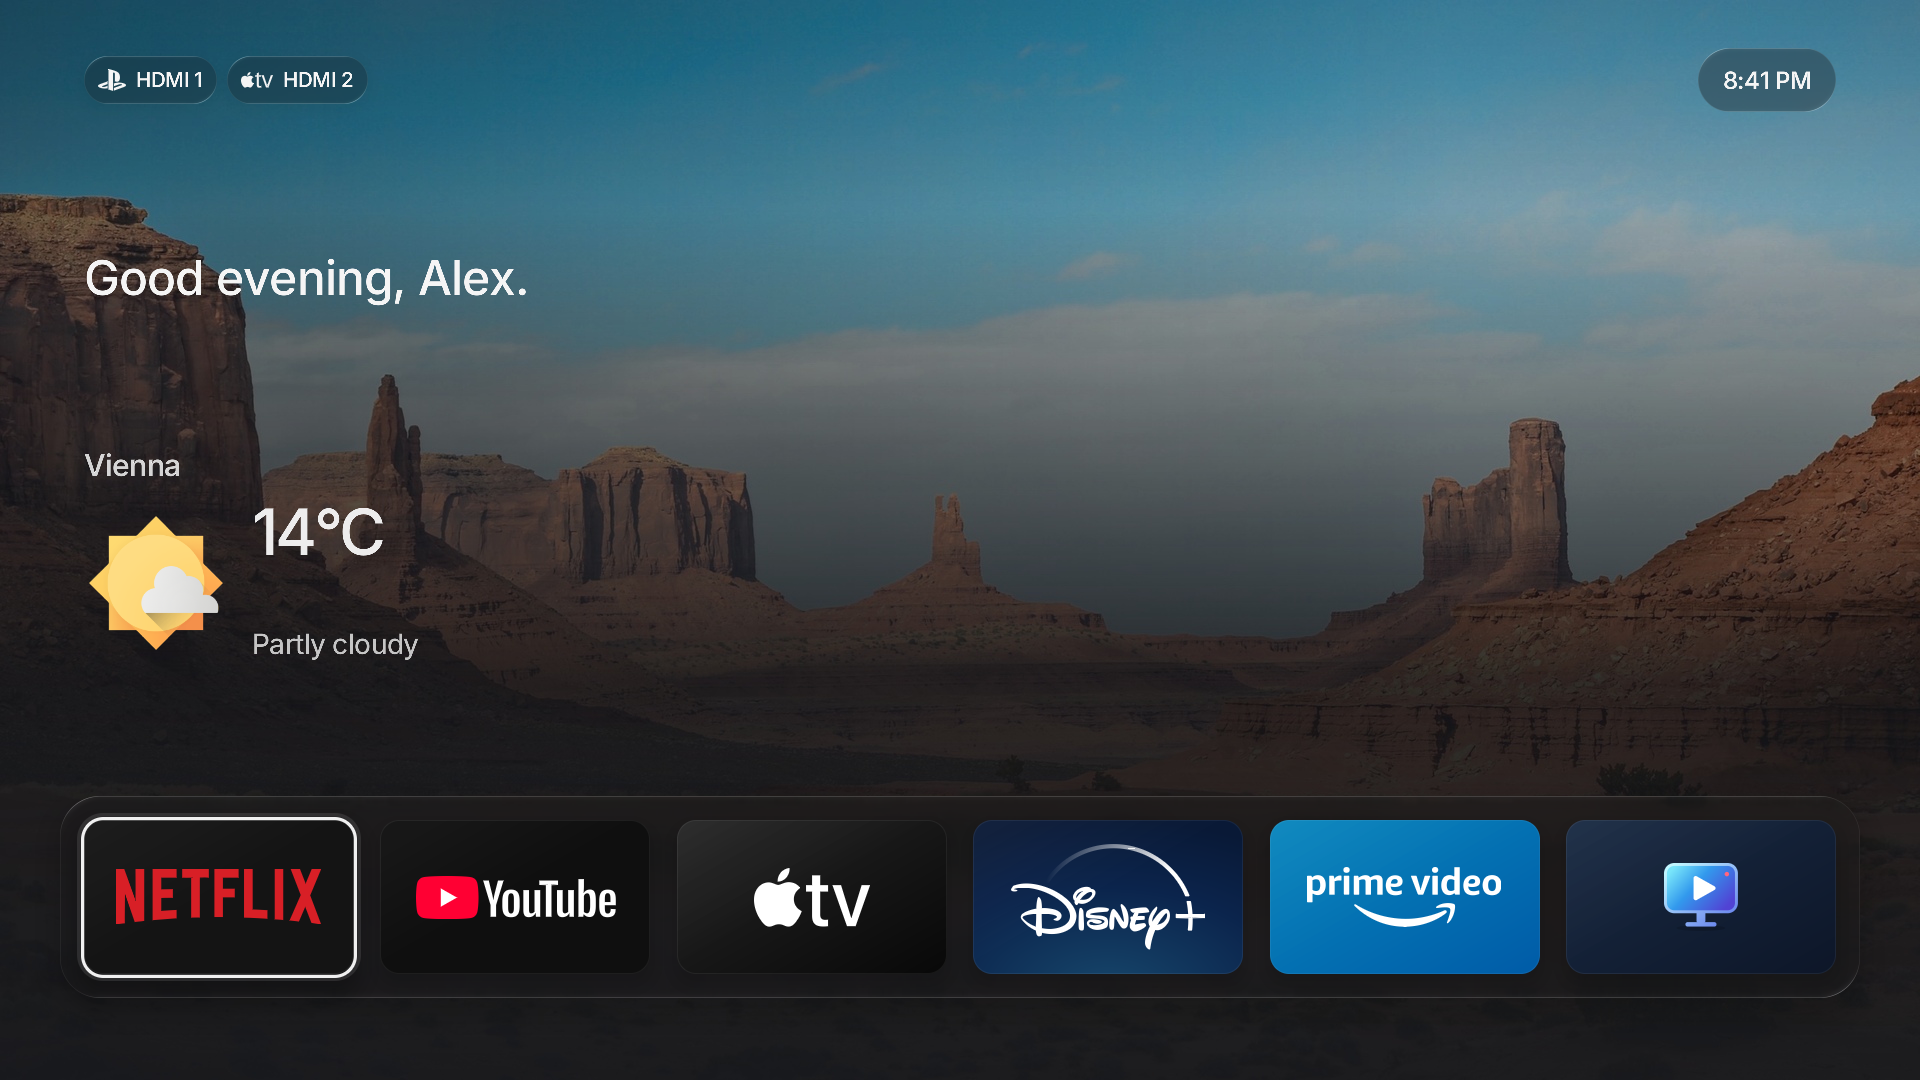 HDMI 1
tv HDMI 2
8:41 PM
Good evening, Alex.
Vienna
14°C
Partly cloudy
NETFLIX
YouTube
tv
Disney+
prime video